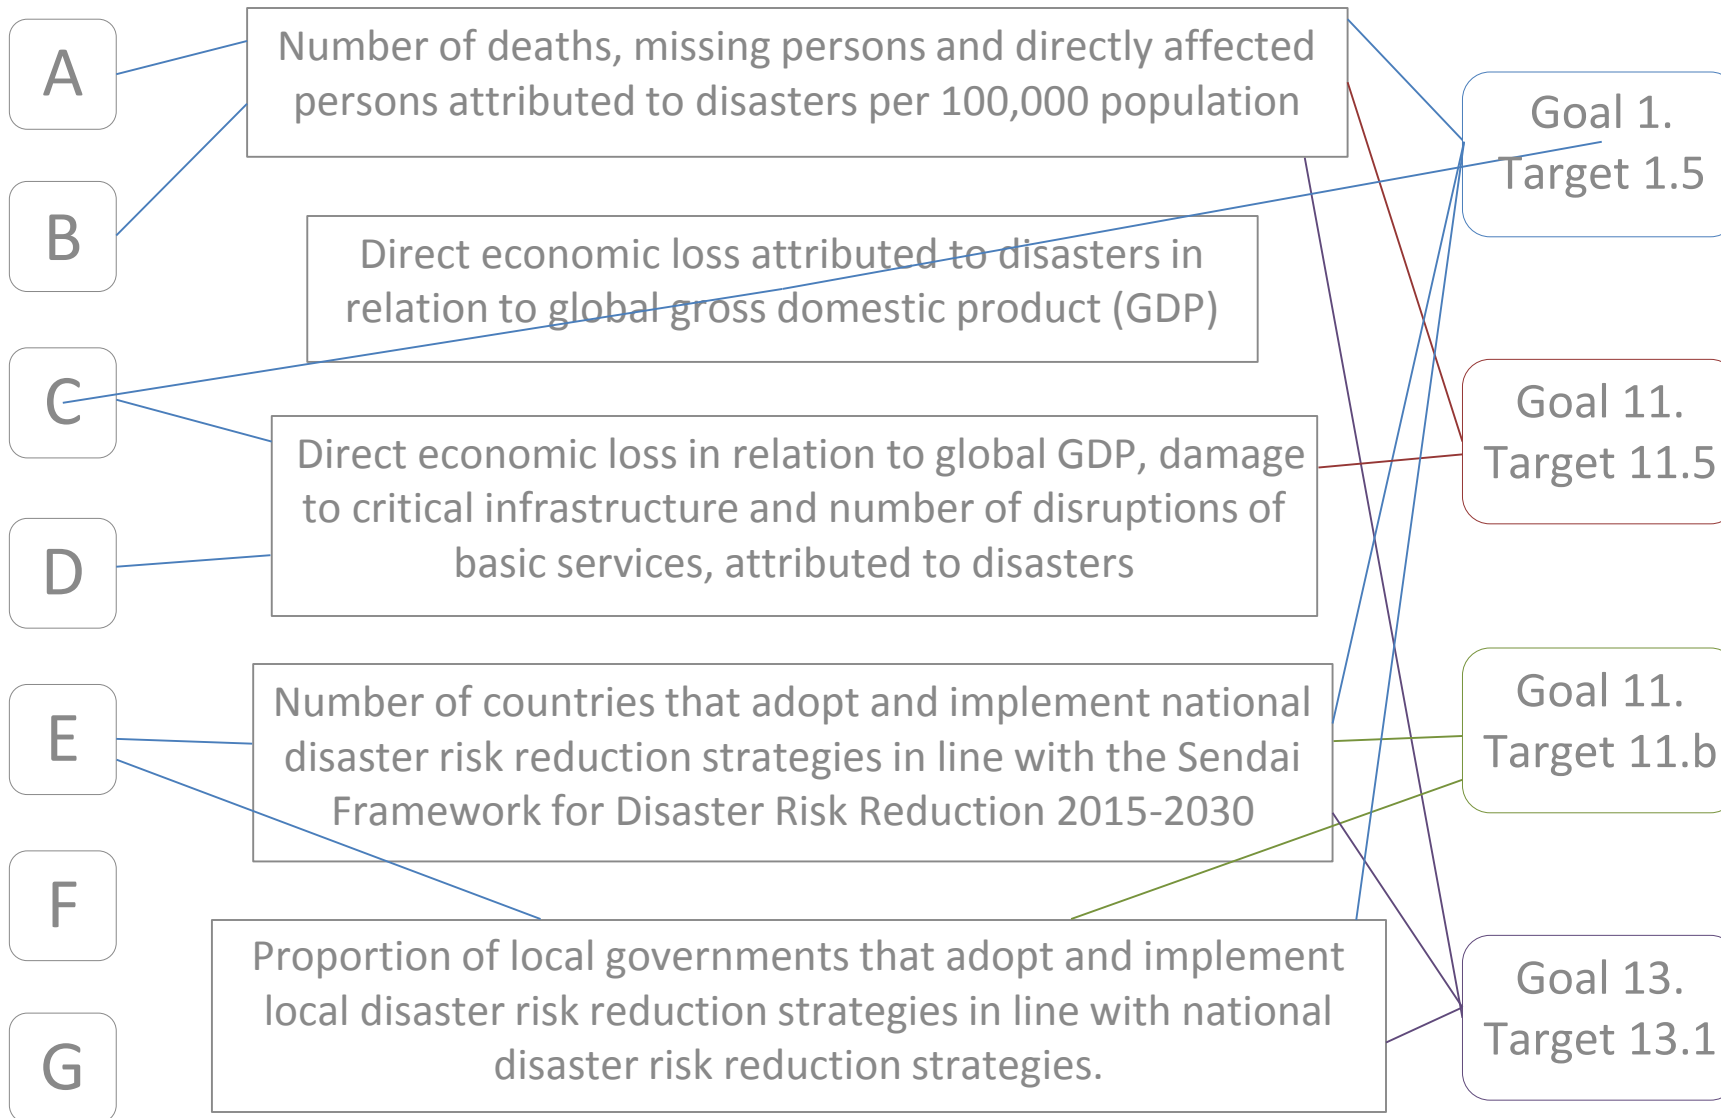 A
B
C
D
E
F
G
Number of deaths, missing persons and directly affected
persons attributed to disasters per 100,000 population
Direct economic loss attributed to disasters in
relation to global gross domestic product (GDP)
Direct economic loss in relation to global GDP, damage
to critical infrastructure and number of disruptions of
basic services, attributed to disasters
Number of countries that adopt and implement national
disaster risk reduction strategies in line with the Sendai
Framework for Disaster Risk Reduction 2015-2030
Proportion of local governments that adopt and implement
local disaster risk reduction strategies in line with national
disaster risk reduction strategies.
Goal 1.
Target 1.5
Goal 11.
Target 11.5
Goal 11.
Target 11.b
Goal 13.
Target 13.1